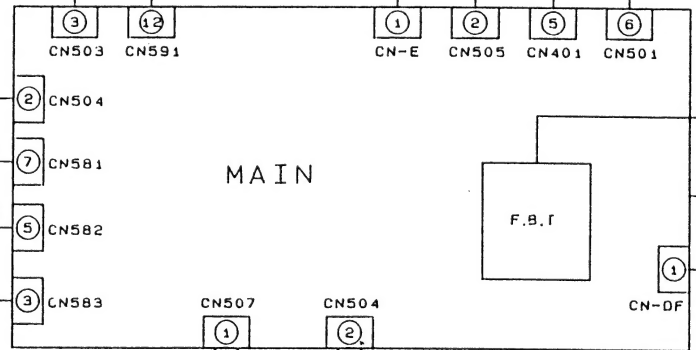 3 12 1 2 5 6
CN503 CN591 CN-E CN505 CN401 CN501
2 CN504
7 CN581
MAIN
F.B.T
5 CN582
1
3 CN583
CN507 CN504 CN-DF
1 2